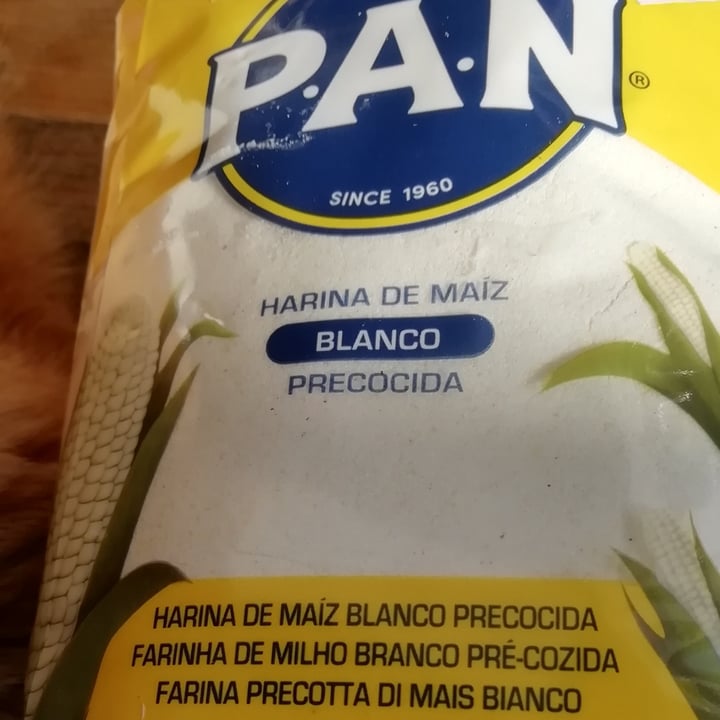 P.A.N
®
SINCE 1960
HARINA DE MAÍZ
BLANCO
PRECOCIDA
HARINA DE MAÍZ BLANCO PRECOCIDA
FARINHA DE MILHO BRANCO PRÉ-COZIDA
FARINA PRECOTTA DI MAIS BIANCO